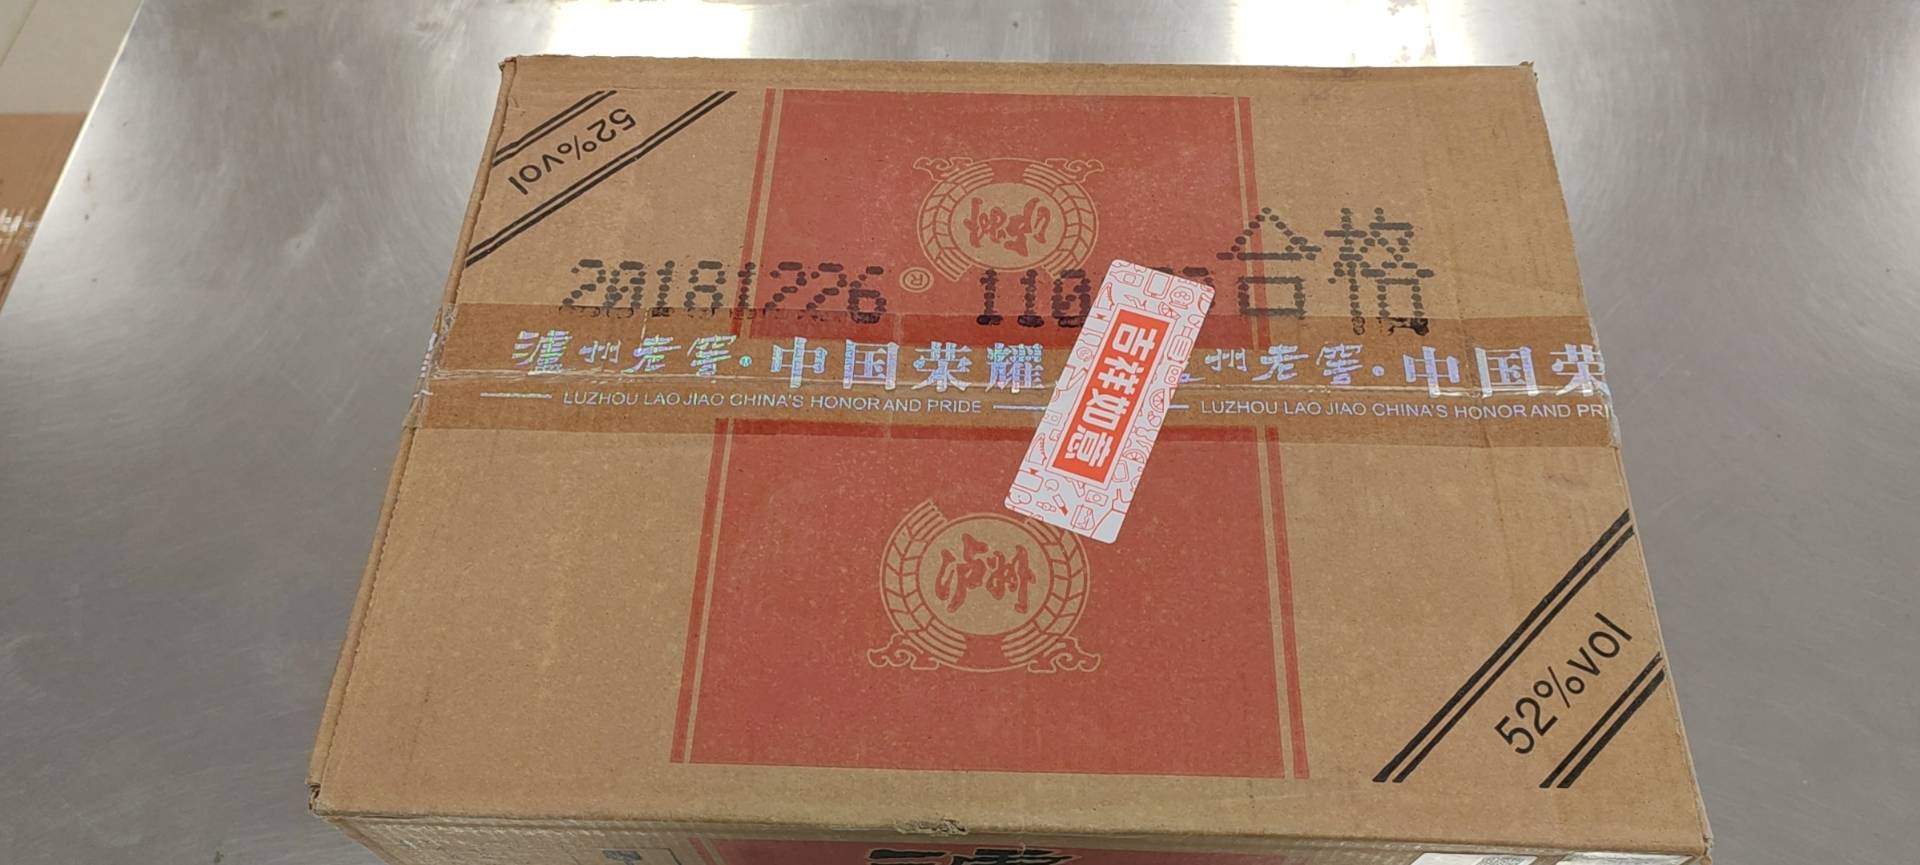 52%vol
20181226 110
合格
®
泸州老窖·中国荣耀 州老窖·中国荣
LUZHOU LAO JIAO CHINA'S HONOR AND PRIDE LUZHOU LAO JIAO CHINA'S HONOR AND PRI
吉祥如意
52%vol